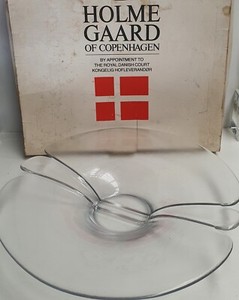 HOLME
GAARD
OF COPENHAGEN
BY APPOINTMENT TO
THE ROYAL DANISH COURT
KONGELIG HOFLEVERANDØR